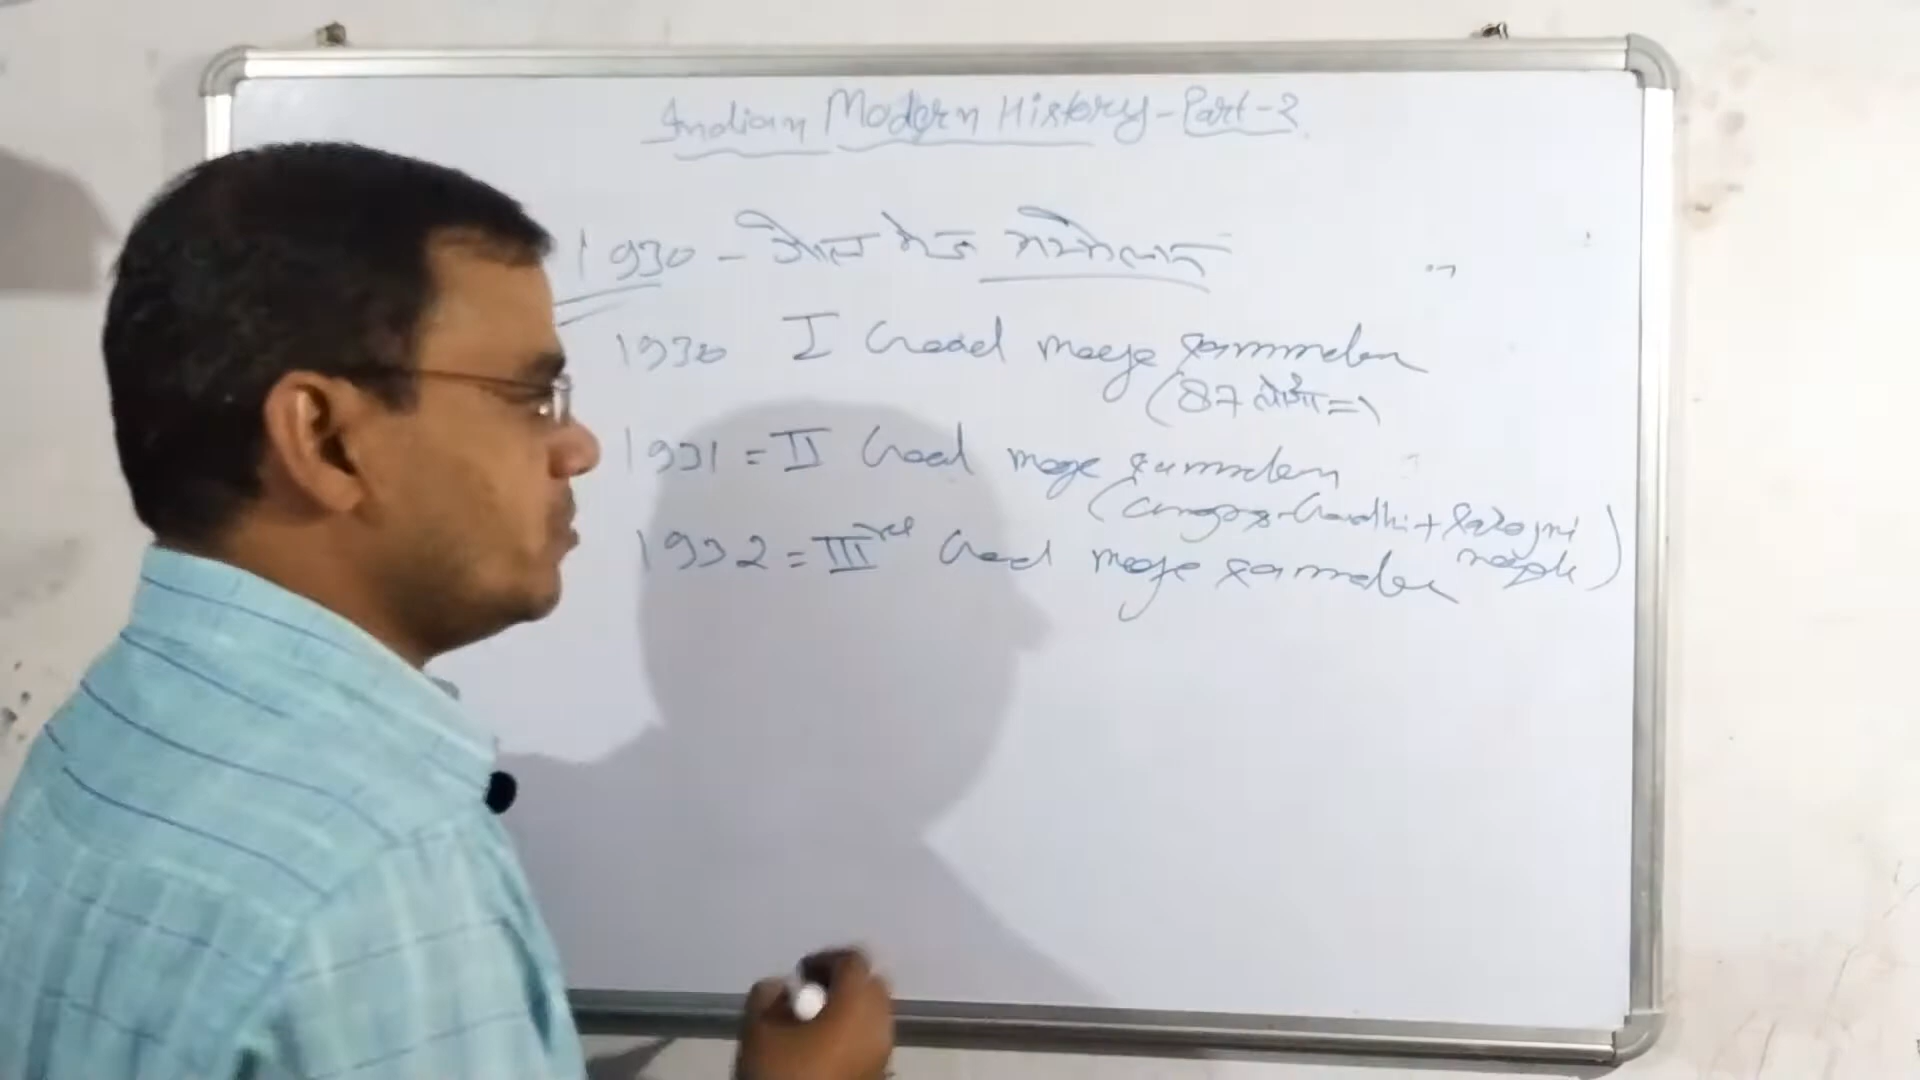 Indian Modern History - Part-2
1930 - गोल मेज सम्मेलन
1930 I Goal meje sammelan
(87 लोगों =)
1931 = II Goal meje sammelan
(Congress - Gandhi + Sarojni
1932 = III rd Goal meje sammelan